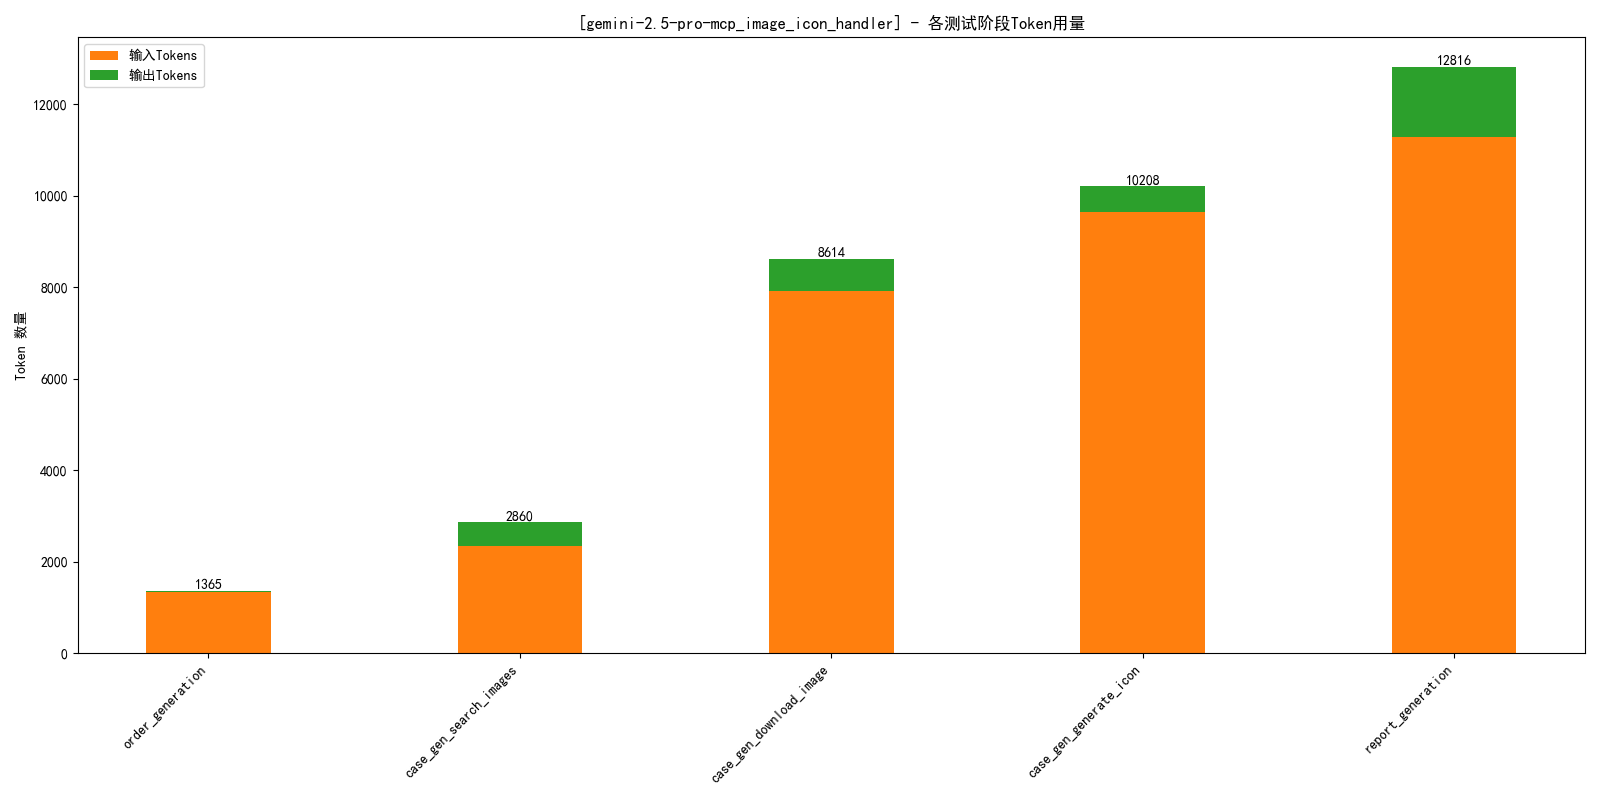 [gemini-2.5-pro-mcp_image_icon_handler] - 各测试阶段Token用量
输入Tokens
输出Tokens
Token 数量
12000
10000
8000
6000
4000
2000
0
1365
2860
8614
10208
12816
order_generation
case_gen_search_images
case_gen_download_image
case_gen_generate_icon
report_generation